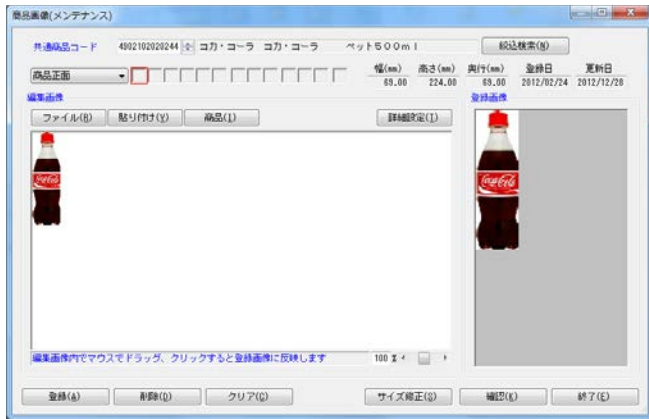 商品画像(メンテナンス)
共通商品コード 4902102020244 コカ・コーラ コカ・コーラ ペット500ml 絞込検索(N)
商品正面 幅(mm) 高さ(mm) 奥行(mm) 登録日 更新日
69.00 224.00 69.00 2012/02/24 2012/12/28
編集画像 登録画像
ファイル(B) 貼り付け(Y) 商品(L) 詳細設定(I)
Coca-Cola Coca-Cola
編集画像内でマウスでドラッグ、クリックすると登録画像に反映します 100 %
登録(A) 削除(D) クリア(C) サイズ修正(S) 確認(K) 終了(E)